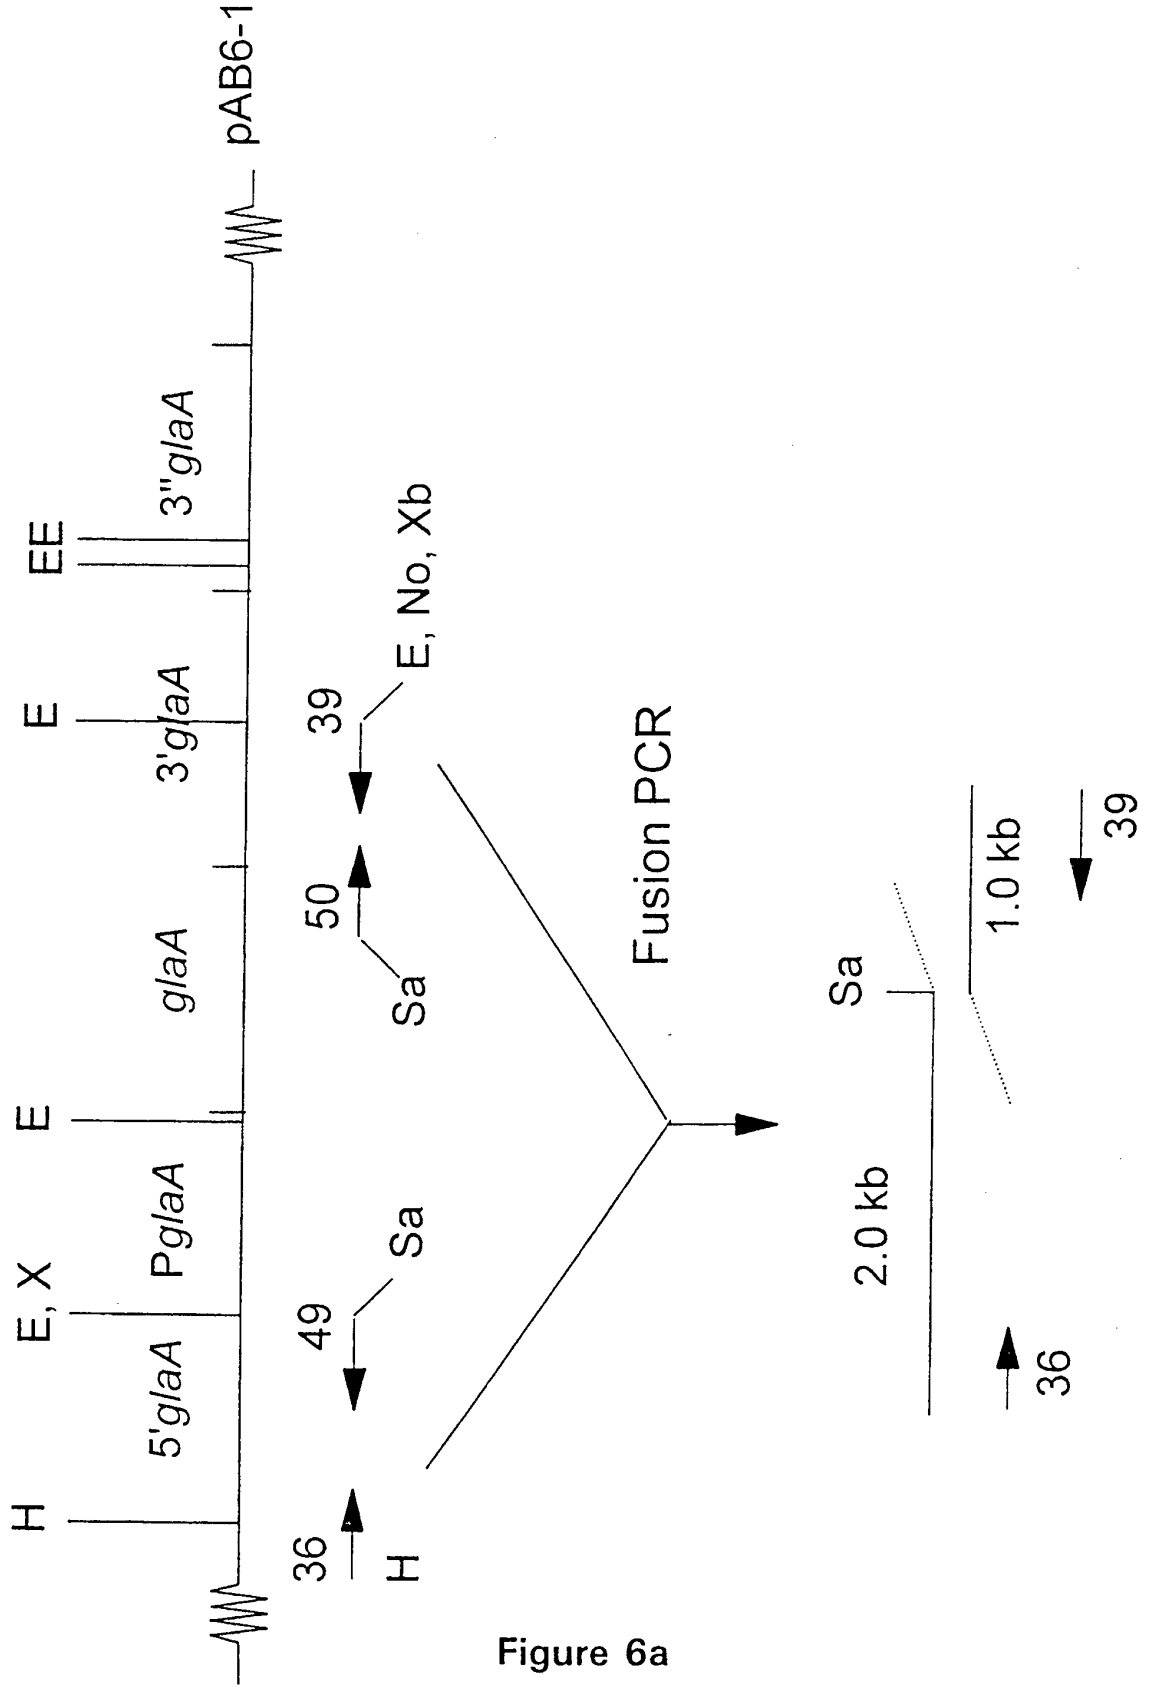 H E, X E E EE
5'glaA PglaA glaA 3'glaA 3"glaA
pAB6-1
36 49 50 39
H Sa Sa E, No, Xb
Fusion PCR
Sa
2.0 kb
1.0 kb
36 39
Figure 6a